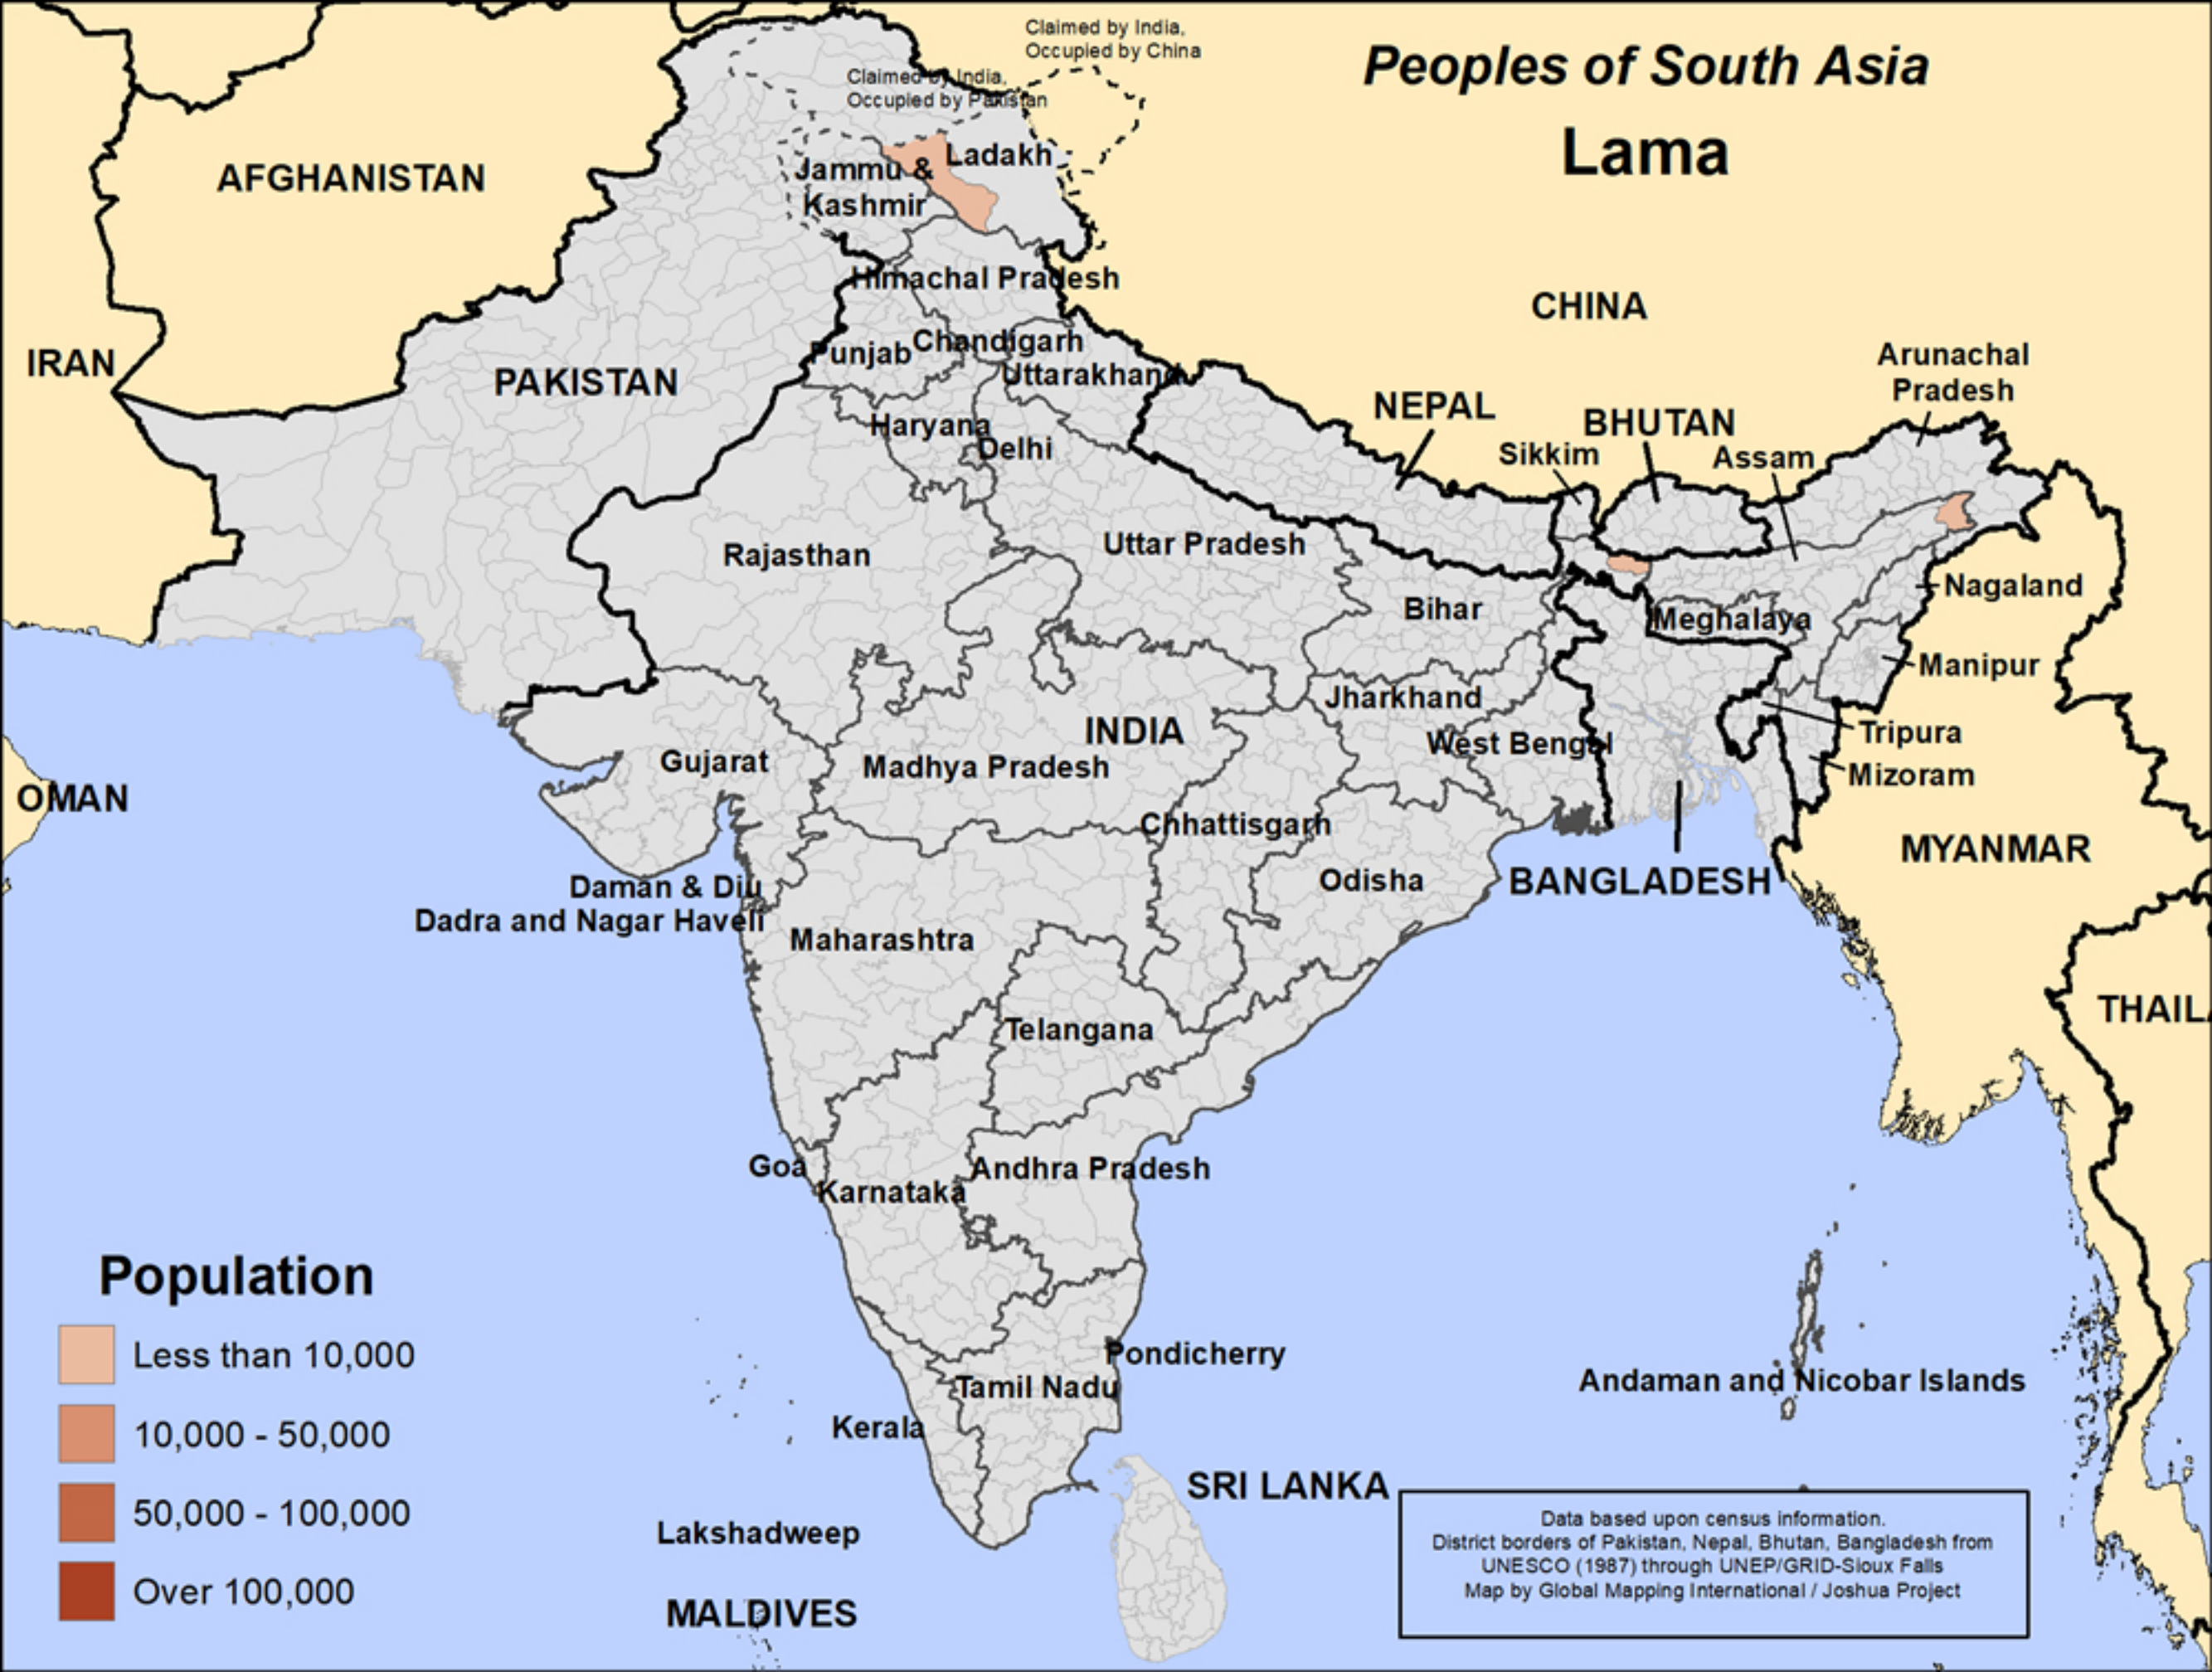 Claimed by India,
Occupied by China
Peoples of South Asia
Lama
Claimed by India,
Occupied by Pakistan
Ladakh
Jammu &
Kashmir
AFGHANISTAN
Himachal Pradesh
CHINA
Chandigarh
Punjab
IRAN
PAKISTAN
Uttarakhand
Arunachal
Pradesh
NEPAL
BHUTAN
Haryana
Delhi
Sikkim
Assam
Rajasthan
Uttar Pradesh
Nagaland
Bihar
Meghalaya
Manipur
Jharkhand
INDIA
West Bengal
Tripura
Gujarat
Madhya Pradesh
Mizoram
OMAN
Chhattisgarh
MYANMAR
Daman & Diu
Dadra and Nagar Haveli
Odisha
BANGLADESH
Maharashtra
THAILA
Telangana
Goa
Andhra Pradesh
Karnataka
Population
Less than 10,000
10,000 - 50,000
50,000 - 100,000
Over 100,000
Pondicherry
Tamil Nadu
Andaman and Nicobar Islands
Kerala
SRI LANKA
Lakshadweep
MALDIVES
Data based upon census information.
District borders of Pakistan, Nepal, Bhutan, Bangladesh from
UNESCO (1987) through UNEP/GRID-Sioux Falls
Map by Global Mapping International / Joshua Project